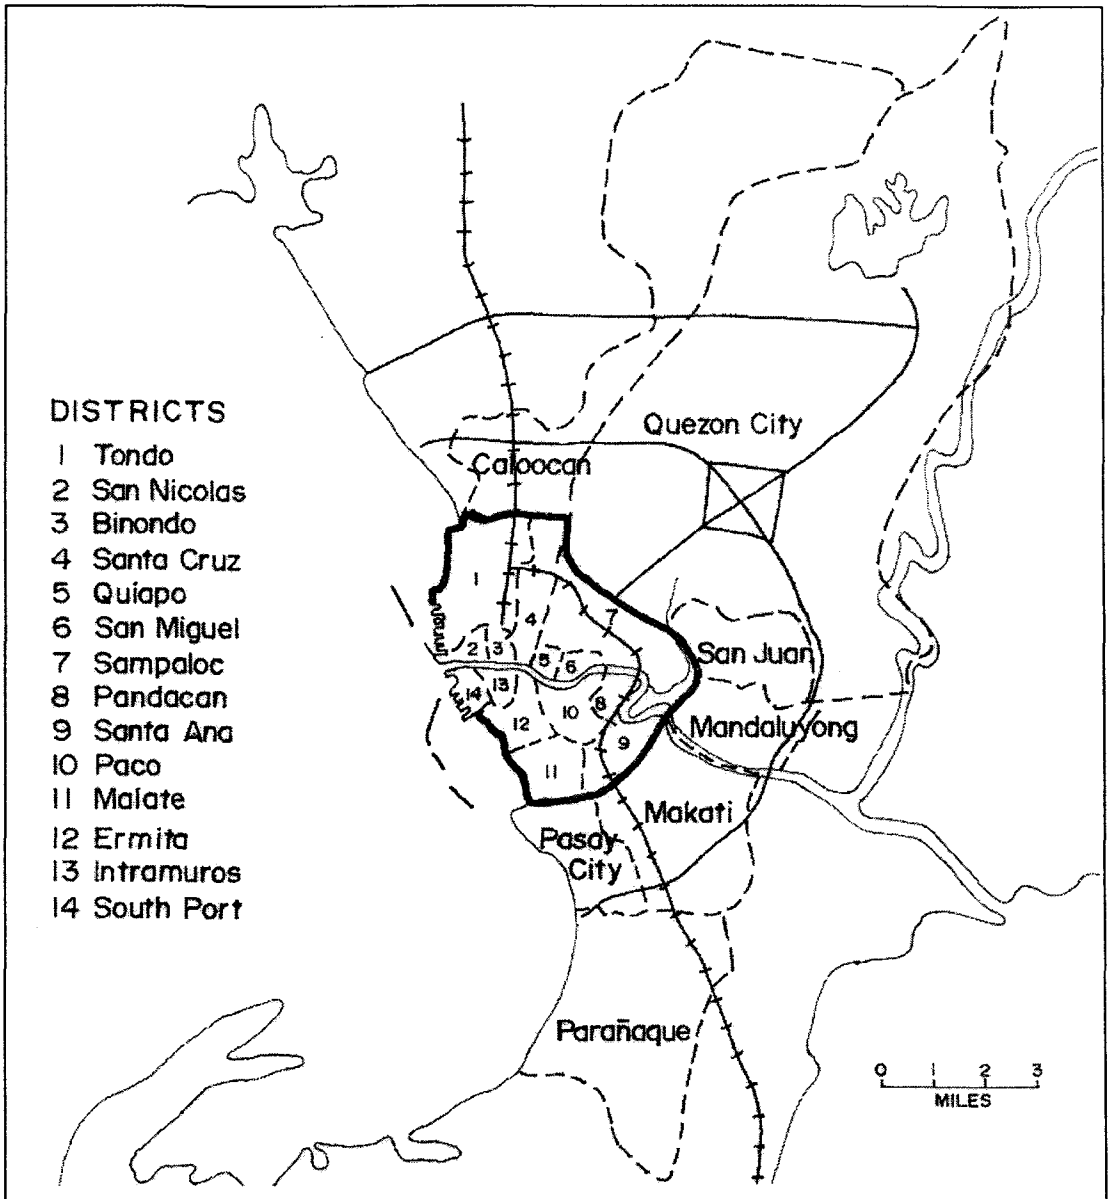 DISTRICTS
1 Tondo
2 San Nicolas
3 Binondo
4 Santa Cruz
5 Quiapo
6 San Miguel
7 Sampaloc
8 Pandacan
9 Santa Ana
10 Paco
11 Malate
12 Ermita
13 Intramuros
14 South Port
Quezon City
Caloocan
1
4
7
2
3
5
6
San Juan
14
13
8
10
12
9
Mandaluyong
11
Makati
Pasay
City
Parañaque
0 1 2 3
MILES